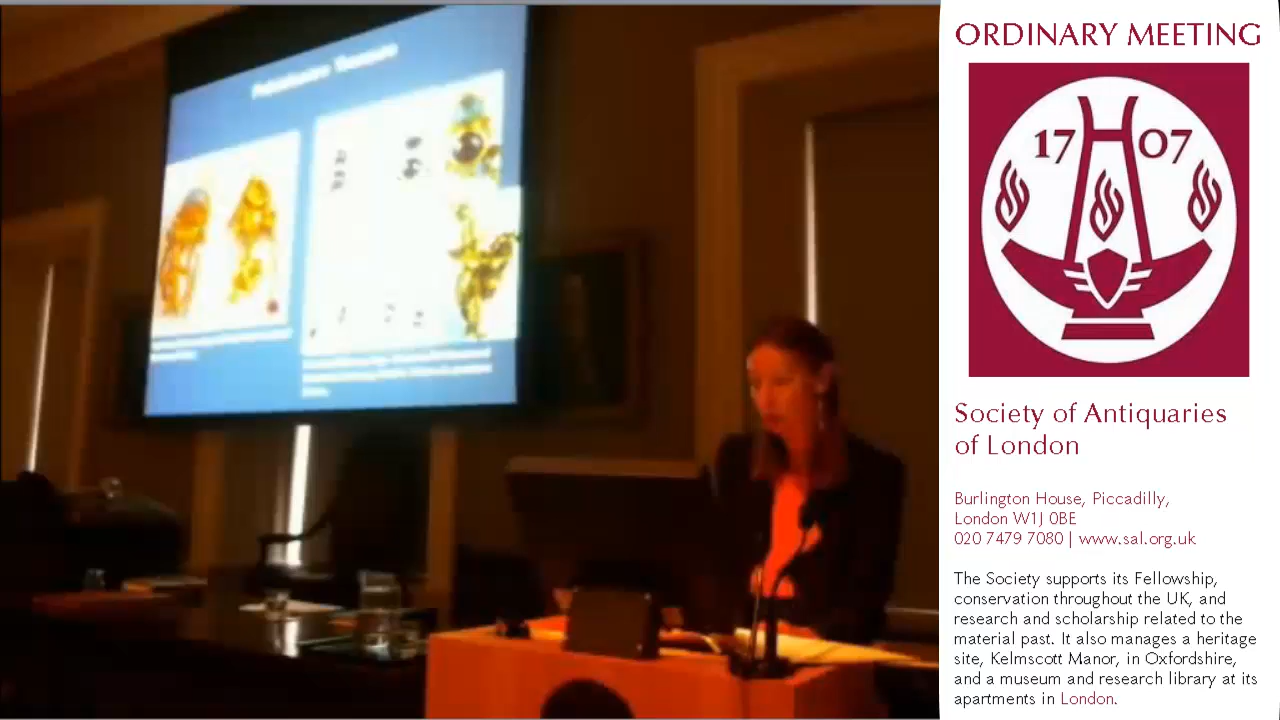 ORDINARY MEETING
17 07
Society of Antiquaries
of London
Burlington House, Piccadilly,
London W1J 0BE
020 7479 7080 | www.sal.org.uk
The Society supports its Fellowship,
conservation throughout the UK, and
research and scholarship related to the
material past. It also manages a heritage
site, Kelmscott Manor, in Oxfordshire,
and a museum and research library at its
apartments in London.